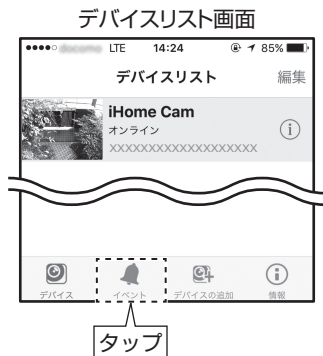 デバイスリスト画面
docomo LTE 14:24 85%
デバイスリスト 編集
iHome Cam
オンライン
XXXXXXXXXXXXXXXXXXXX
デバイス イベント デバイスの追加 情報
タップ